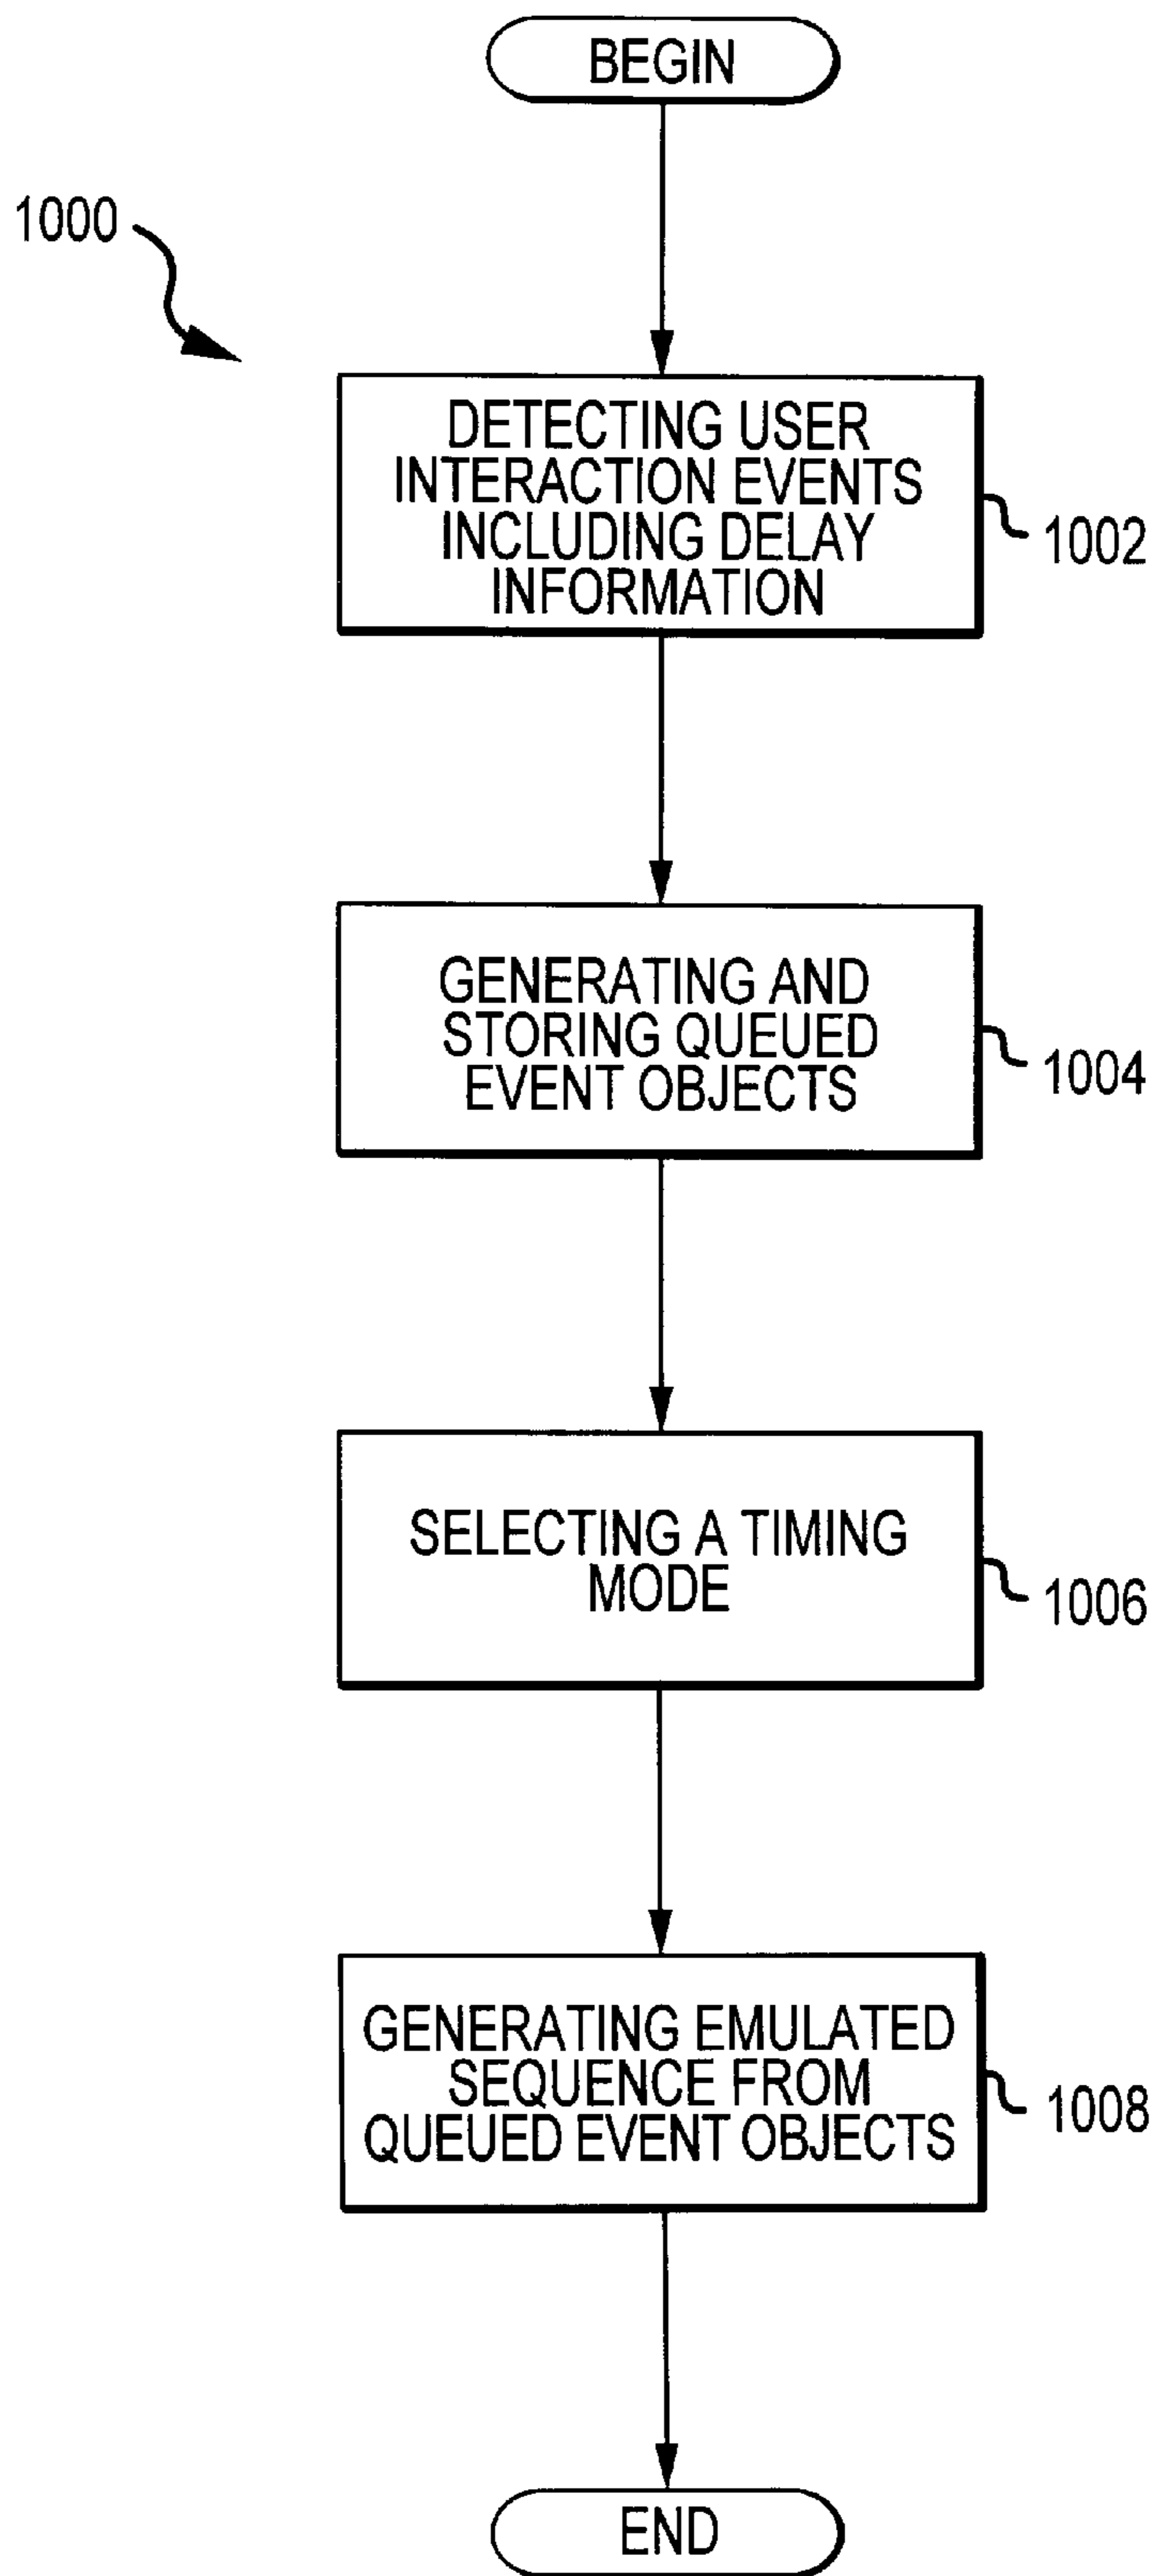 BEGIN
1000
DETECTING USER
INTERACTION EVENTS
INCLUDING DELAY
INFORMATION
1002
GENERATING AND
STORING QUEUED
EVENT OBJECTS
1004
SELECTING A TIMING
MODE
1006
GENERATING EMULATED
SEQUENCE FROM
QUEUED EVENT OBJECTS
1008
END